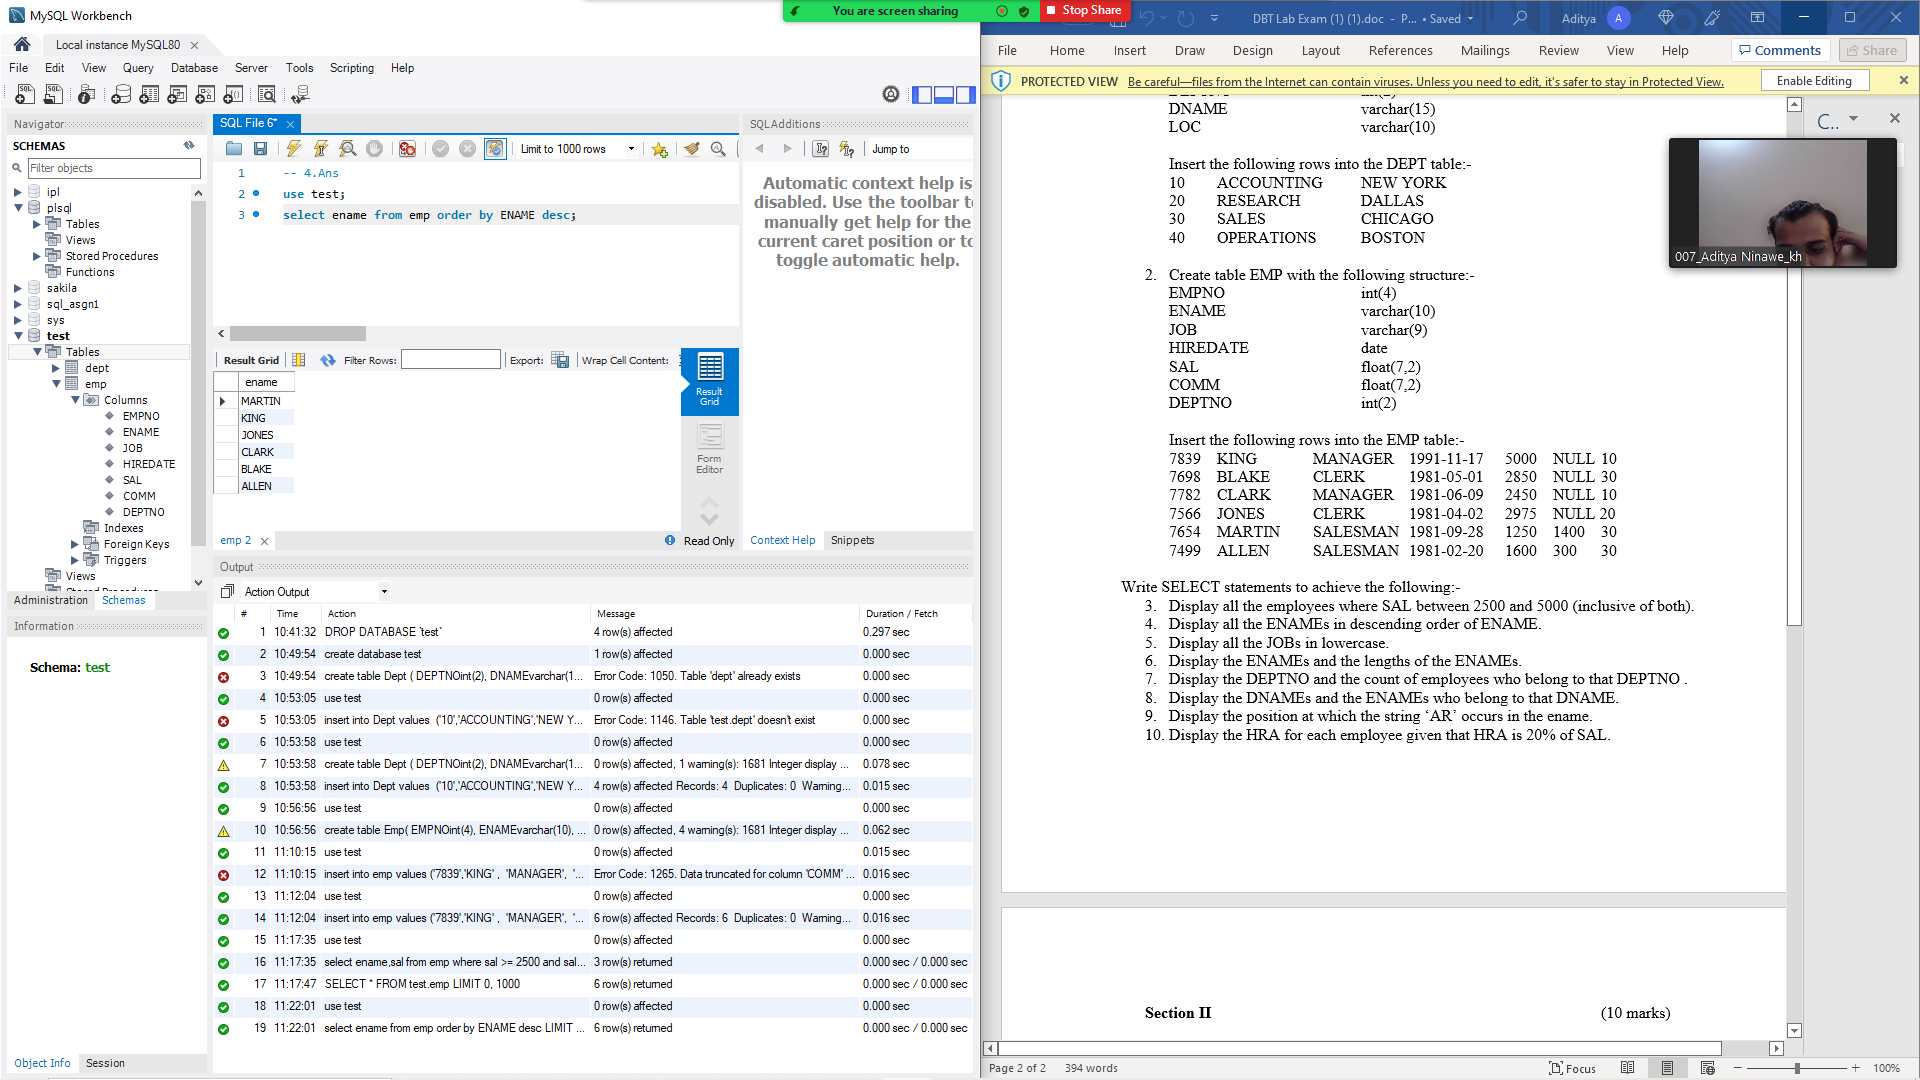 MySQL Workbench
Local instance MySQL80
File Edit View Query Database Server Tools Scripting Help
Navigator
SCHEMAS
Filter objects
ipl
plsql
Tables
Views
Stored Procedures
Functions
sakila
sql_asgn1
sys
test
Tables
dept
emp
Columns
EMPNO
ENAME
JOB
HIREDATE
SAL
COMM
DEPTNO
Indexes
Foreign Keys
Triggers
Views
Administration Schemas
Information
Schema: test
Object Info Session
SQL File 6*
Limit to 1000 rows
1 -- 4.Ans
2 use test;
3 select ename from emp order by ENAME desc;
Result Grid Filter Rows: Export: Wrap Cell Content:
ename
MARTIN
KING
JONES
CLARK
BLAKE
ALLEN
Result Grid
Form Editor
emp 2
Read Only
SQLAdditions
Jump to
Automatic context help is
disabled. Use the toolbar to
manually get help for the
current caret position or to
toggle automatic help.
Context Help Snippets
Output
Action Output
# Time Action Message Duration / Fetch
1 10:41:32 DROP DATABASE `test` 4 row(s) affected 0.297 sec
2 10:49:54 create database test 1 row(s) affected 0.000 sec
3 10:49:54 create table Dept ( DEPTNOint(2), DNAMEvarchar(1... Error Code: 1050. Table 'dept' already exists 0.000 sec
4 10:53:05 use test 0 row(s) affected 0.000 sec
5 10:53:05 insert into Dept values ('10','ACCOUNTING','NEW Y... Error Code: 1146. Table 'test.dept' doesn't exist 0.000 sec
6 10:53:58 use test 0 row(s) affected 0.000 sec
7 10:53:58 create table Dept ( DEPTNOint(2), DNAMEvarchar(1... 0 row(s) affected, 1 warning(s): 1681 Integer display ... 0.078 sec
8 10:53:58 insert into Dept values ('10','ACCOUNTING','NEW Y... 4 row(s) affected Records: 4 Duplicates: 0 Warning... 0.015 sec
9 10:56:56 use test 0 row(s) affected 0.000 sec
10 10:56:56 create table Emp( EMPNOint(4), ENAMEvarchar(10), ... 0 row(s) affected, 4 warning(s): 1681 Integer display ... 0.062 sec
11 11:10:15 use test 0 row(s) affected 0.015 sec
12 11:10:15 insert into emp values ('7839','KING' , 'MANAGER', '... Error Code: 1265. Data truncated for column 'COMM' ... 0.016 sec
13 11:12:04 use test 0 row(s) affected 0.000 sec
14 11:12:04 insert into emp values ('7839','KING' , 'MANAGER', '... 6 row(s) affected Records: 6 Duplicates: 0 Warning... 0.016 sec
15 11:17:35 use test 0 row(s) affected 0.000 sec
16 11:17:35 select ename,sal from emp where sal >= 2500 and sal... 3 row(s) returned 0.000 sec / 0.000 sec
17 11:17:47 SELECT * FROM test.emp LIMIT 0, 1000 6 row(s) returned 0.000 sec / 0.000 sec
18 11:22:01 use test 0 row(s) affected 0.000 sec
19 11:22:01 select ename from emp order by ENAME desc LIMIT ... 6 row(s) returned 0.000 sec / 0.000 sec
You are screen sharing Stop Share
DBT Lab Exam (1) (1).doc - P... • Saved Aditya A
File Home Insert Draw Design Layout References Mailings Review View Help Comments Share
PROTECTED VIEW Be careful—files from the Internet can contain viruses. Unless you need to edit, it's safer to stay in Protected View. Enable Editing
C..
007_Aditya Ninawe_kh
DNAME varchar(15)
LOC varchar(10)
Insert the following rows into the DEPT table:-
10 ACCOUNTING NEW YORK
20 RESEARCH DALLAS
30 SALES CHICAGO
40 OPERATIONS BOSTON
2. Create table EMP with the following structure:-
EMPNO int(4)
ENAME varchar(10)
JOB varchar(9)
HIREDATE date
SAL float(7,2)
COMM float(7,2)
DEPTNO int(2)
Insert the following rows into the EMP table:-
7839 KING MANAGER 1991-11-17 5000 NULL 10
7698 BLAKE CLERK 1981-05-01 2850 NULL 30
7782 CLARK MANAGER 1981-06-09 2450 NULL 10
7566 JONES CLERK 1981-04-02 2975 NULL 20
7654 MARTIN SALESMAN 1981-09-28 1250 1400 30
7499 ALLEN SALESMAN 1981-02-20 1600 300 30
Write SELECT statements to achieve the following:-
3. Display all the employees where SAL between 2500 and 5000 (inclusive of both).
4. Display all the ENAMEs in descending order of ENAME.
5. Display all the JOBs in lowercase.
6. Display the ENAMEs and the lengths of the ENAMEs.
7. Display the DEPTNO and the count of employees who belong to that DEPTNO .
8. Display the DNAMEs and the ENAMEs who belong to that DNAME.
9. Display the position at which the string ‘AR’ occurs in the ename.
10. Display the HRA for each employee given that HRA is 20% of SAL.
Section II (10 marks)
Page 2 of 2 394 words Focus 100%